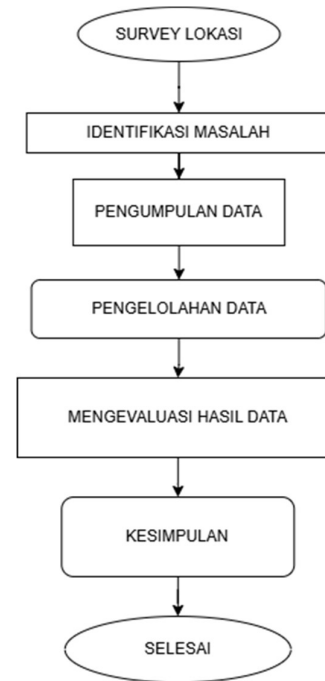 SURVEY LOKASI
IDENTIFIKASI MASALAH
PENGUMPULAN DATA
PENGELOLAHAN DATA
MENGEVALUASI HASIL DATA
KESIMPULAN
SELESAI